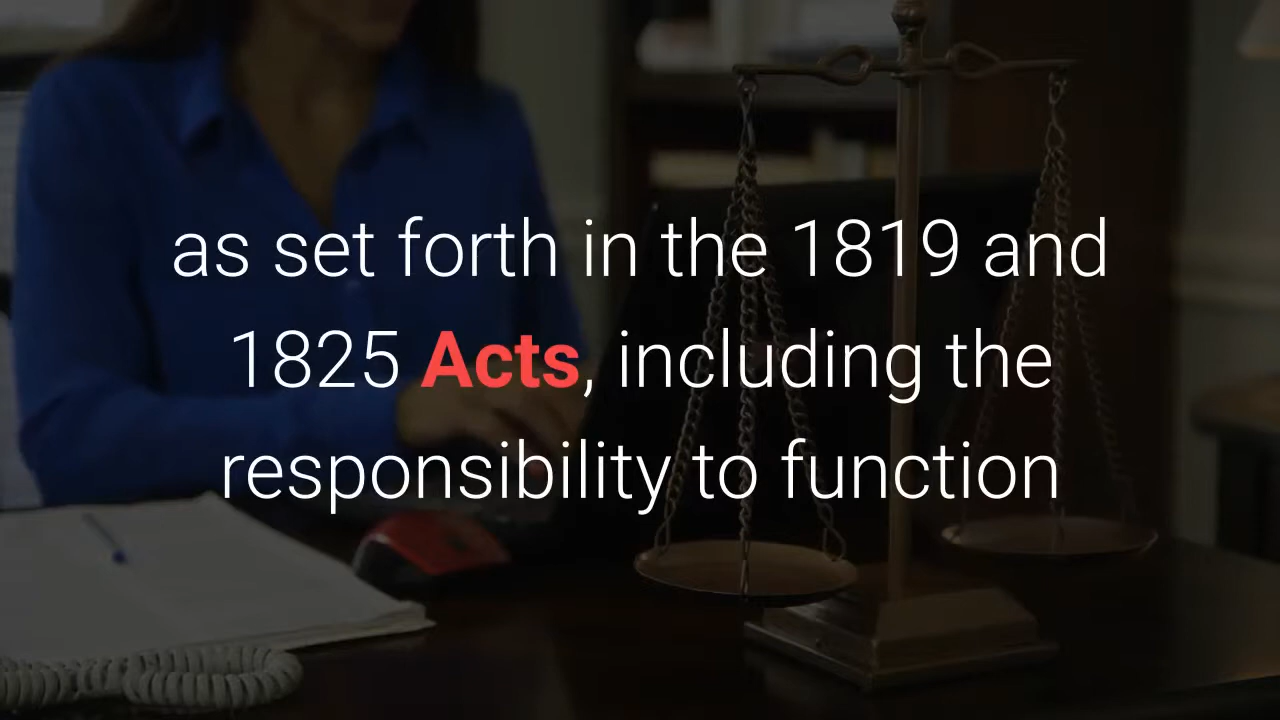 as set forth in the 1819 and
1825 Acts, including the
responsibility to function